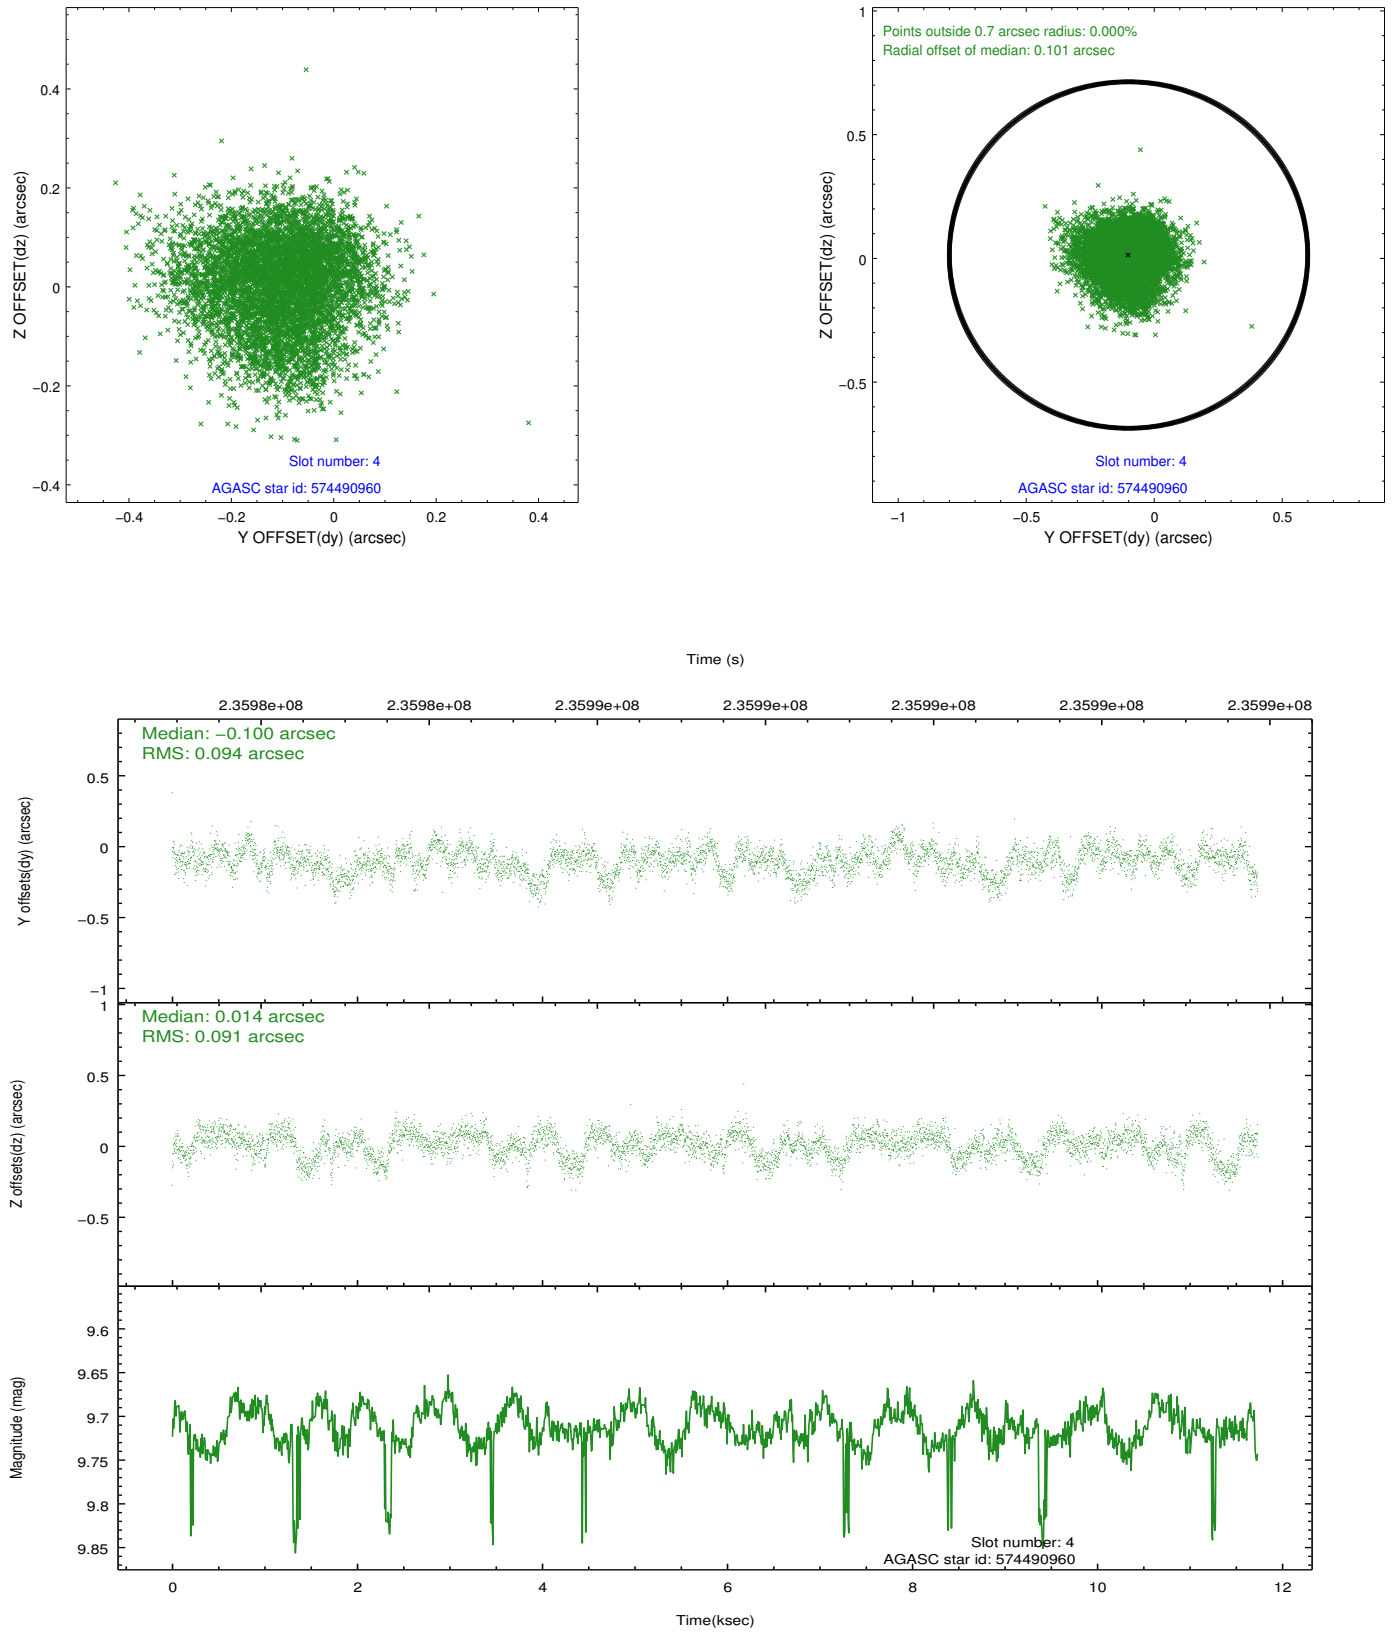 0.4
0.2
0
−0.2
−0.4
Z OFFSET(dz) (arcsec)
Slot number: 4
AGASC star id: 574490960
−0.4
−0.2
0
0.2
0.4
Y OFFSET(dy) (arcsec)
1
0.5
0
−0.5
Z OFFSET(dz) (arcsec)
Points outside 0.7 arcsec radius: 0.000%
Radial offset of median: 0.101 arcsec
Slot number: 4
AGASC star id: 574490960
−1
−0.5
0
0.5
Y OFFSET(dy) (arcsec)
Time (s)
2.3598e+08
2.3598e+08
2.3599e+08
2.3599e+08
2.3599e+08
2.3599e+08
2.3599e+08
Median: −0.100 arcsec
RMS: 0.094 arcsec
0.5
0
−0.5
−1
Y offsets(dy) (arcsec)
Median: 0.014 arcsec
RMS: 0.091 arcsec
1
0.5
0
−0.5
Z offsets(dz) (arcsec)
9.6
9.65
9.7
9.75
9.8
9.85
Magnitude (mag)
Slot number: 4
AGASC star id: 574490960
0
2
4
6
8
10
12
Time(ksec)